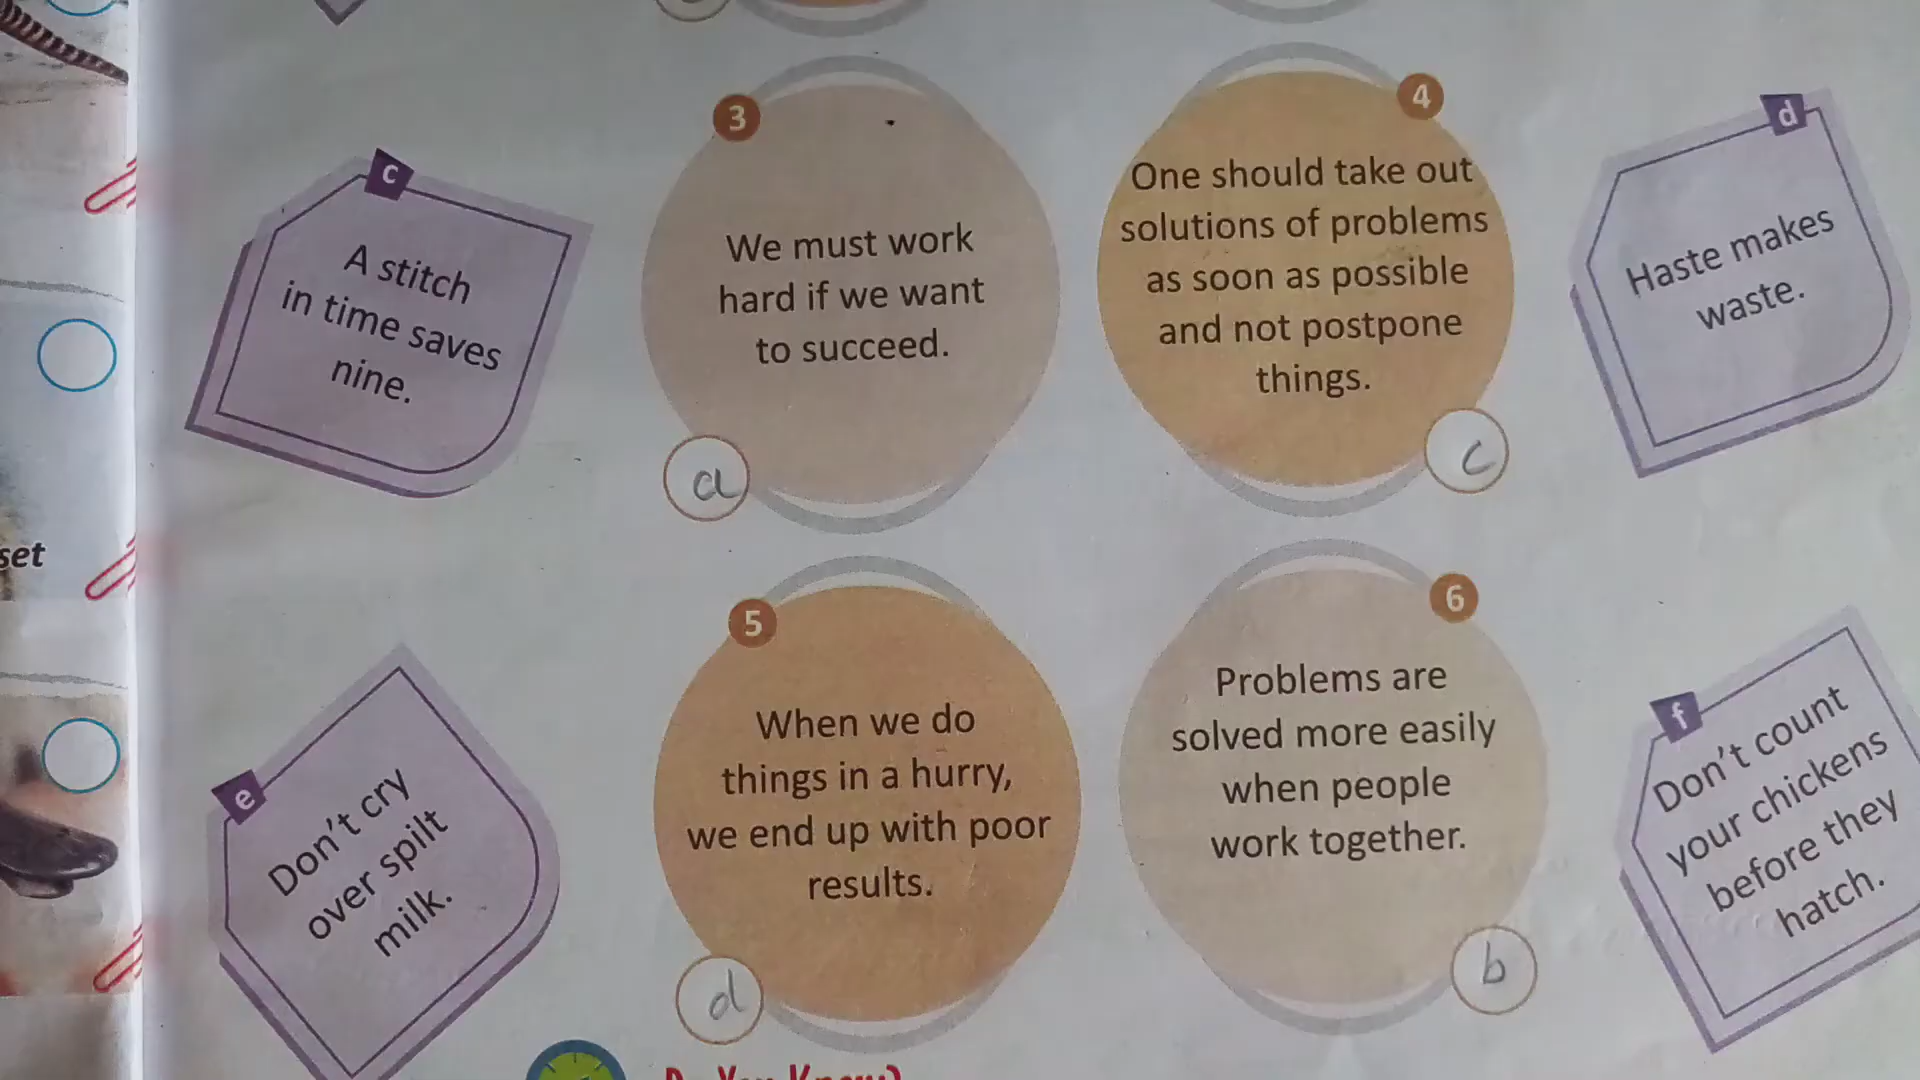 c
A stitch
in time saves
nine.
3
We must work
hard if we want
to succeed.
a
4
One should take out
solutions of problems
as soon as possible
and not postpone
things.
c
d
Haste makes
waste.
set
e
Don't cry
over spilt
milk.
5
When we do
things in a hurry,
we end up with poor
results.
d
6
Problems are
solved more easily
when people
work together.
b
f
Don't count
your chickens
before they
hatch.